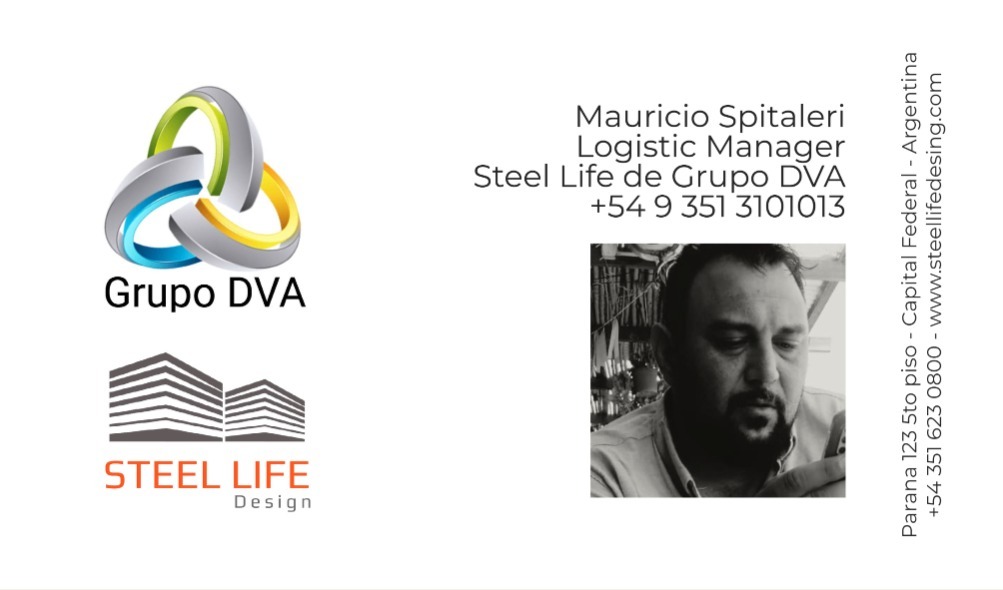 Grupo DVA
STEEL LIFE
Design
Mauricio Spitaleri
Logistic Manager
Steel Life de Grupo DVA
+54 9 351 3101013
Parana 123 5to piso - Capital Federal - Argentina
+54 351 623 0800 - www.steellifedesing.com